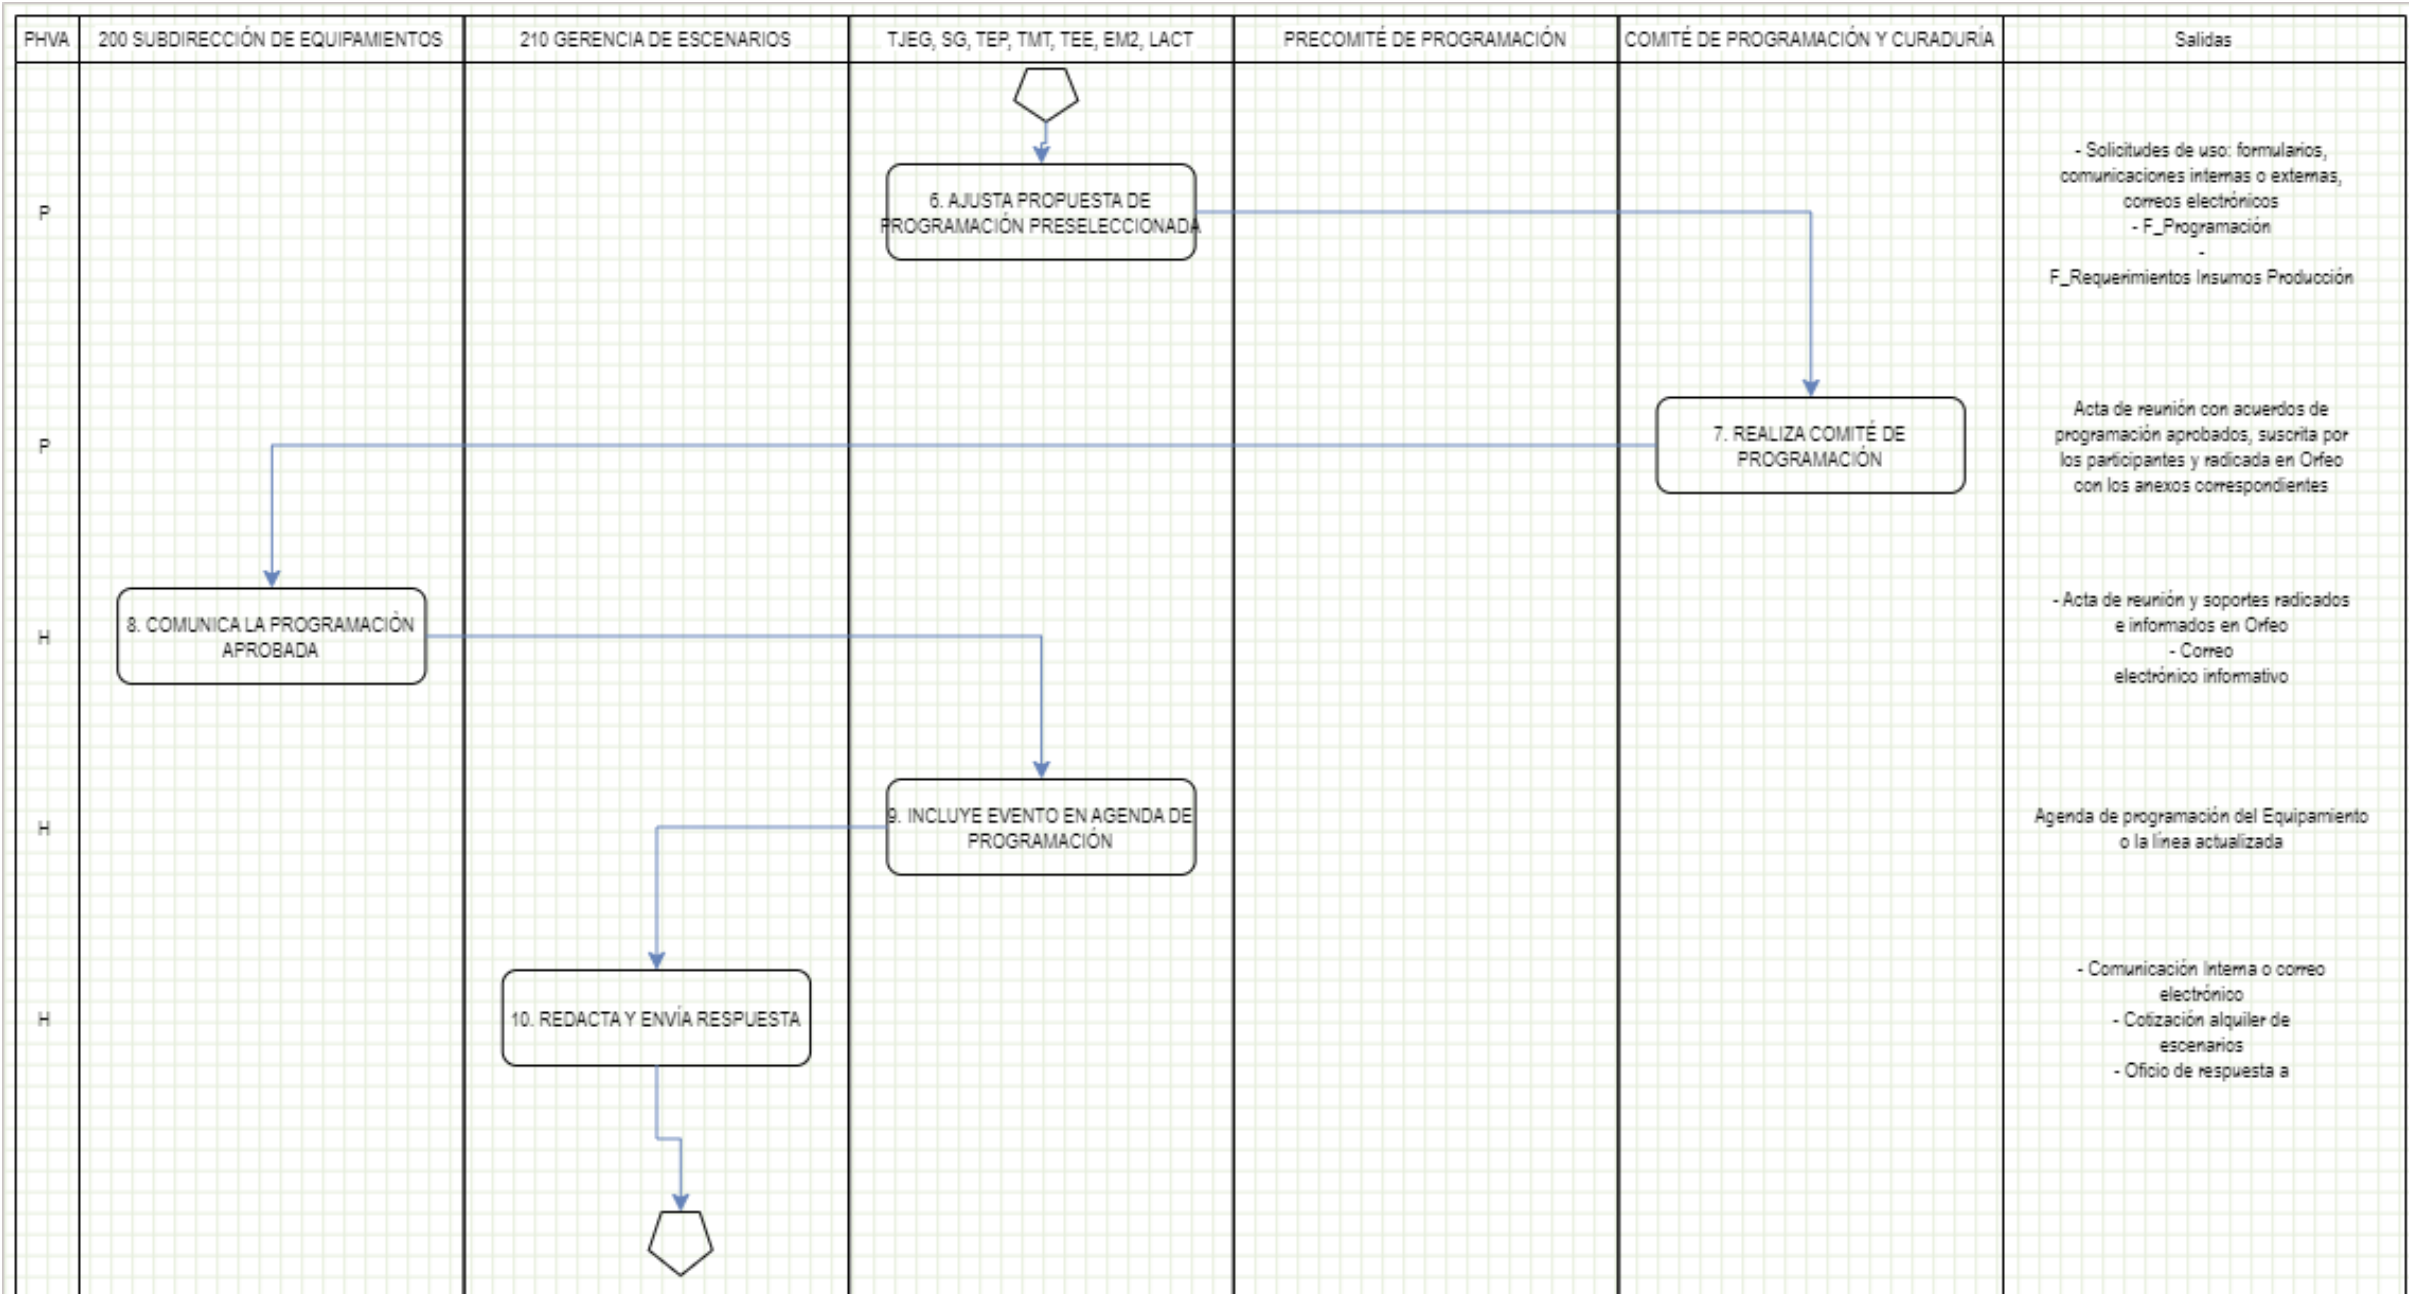 PHVA
200 SUBDIRECCIÓN DE EQUIPAMIENTOS
210 GERENCIA DE ESCENARIOS
TJEG, SG, TEP, TMT, TEE, EM2, LACT
PRECOMITÉ DE PROGRAMACIÓN
COMITÉ DE PROGRAMACIÓN Y CURADURÍA
Salidas
P
6. AJUSTA PROPUESTA DE
PROGRAMACIÓN PRESELECCIONADA
- Solicitudes de uso: formularios,
comunicaciones internas o externas,
correos electrónicos
- F_Programación
-
F_Requerimientos Insumos Producción
P
7. REALIZA COMITÉ DE
PROGRAMACIÓN
Acta de reunión con acuerdos de
programación aprobados, suscrita por
los participantes y radicada en Orfeo
con los anexos correspondientes
H
8. COMUNICA LA PROGRAMACIÓN
APROBADA
- Acta de reunión y soportes radicados
e informados en Orfeo
- Correo
electrónico informativo
H
9. INCLUYE EVENTO EN AGENDA DE
PROGRAMACIÓN
Agenda de programación del Equipamiento
o la línea actualizada
H
10. REDACTA Y ENVÍA RESPUESTA
- Comunicación Interna o correo
electrónico
- Cotización alquiler de
escenarios
- Oficio de respuesta a